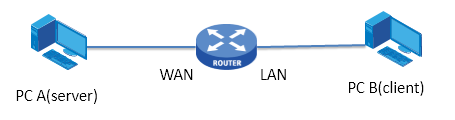 ROUTER
WAN
LAN
PC A(server)
PC B(client)